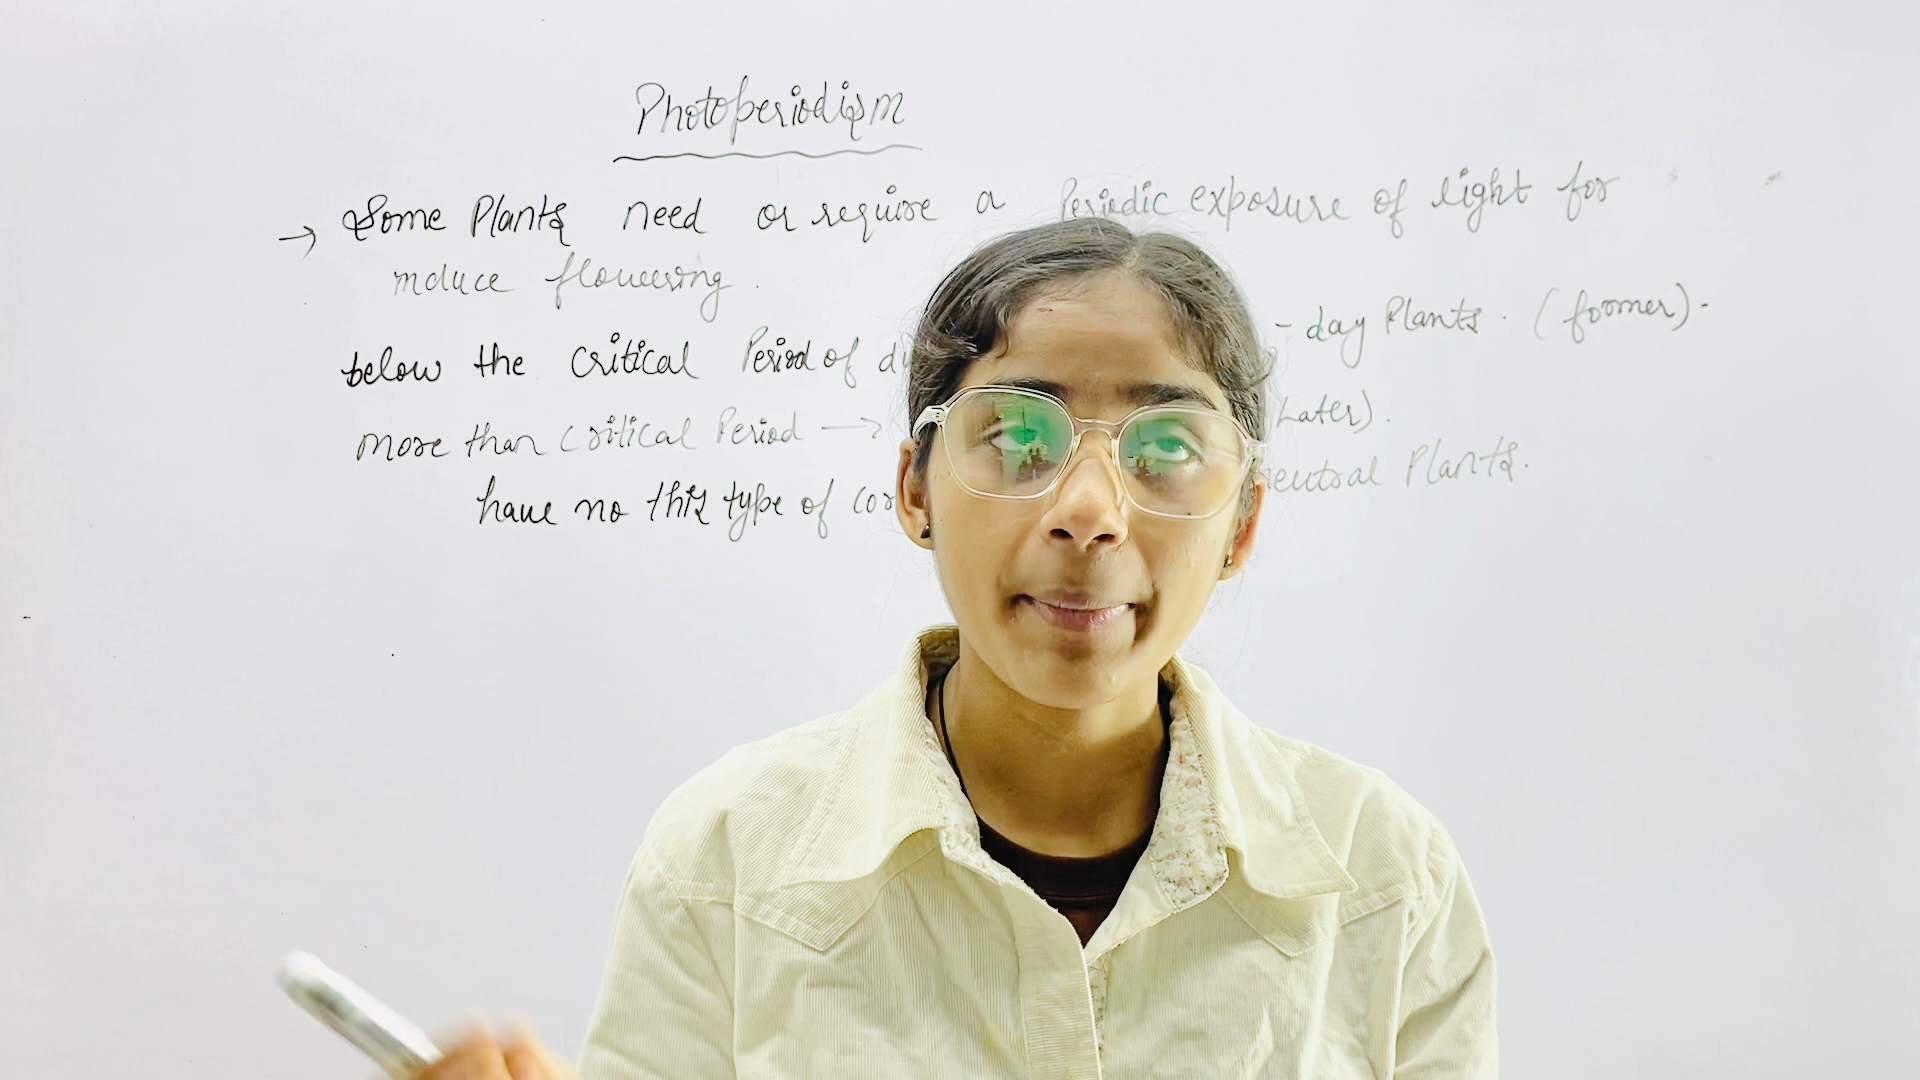 Photoperiodism
→ Some Plants need or require a Periodic exposure of light for
induce flowering.
below the critical Period of - day Plants. (former).
more than critical Period → Later).
have no this type of neutral Plants.